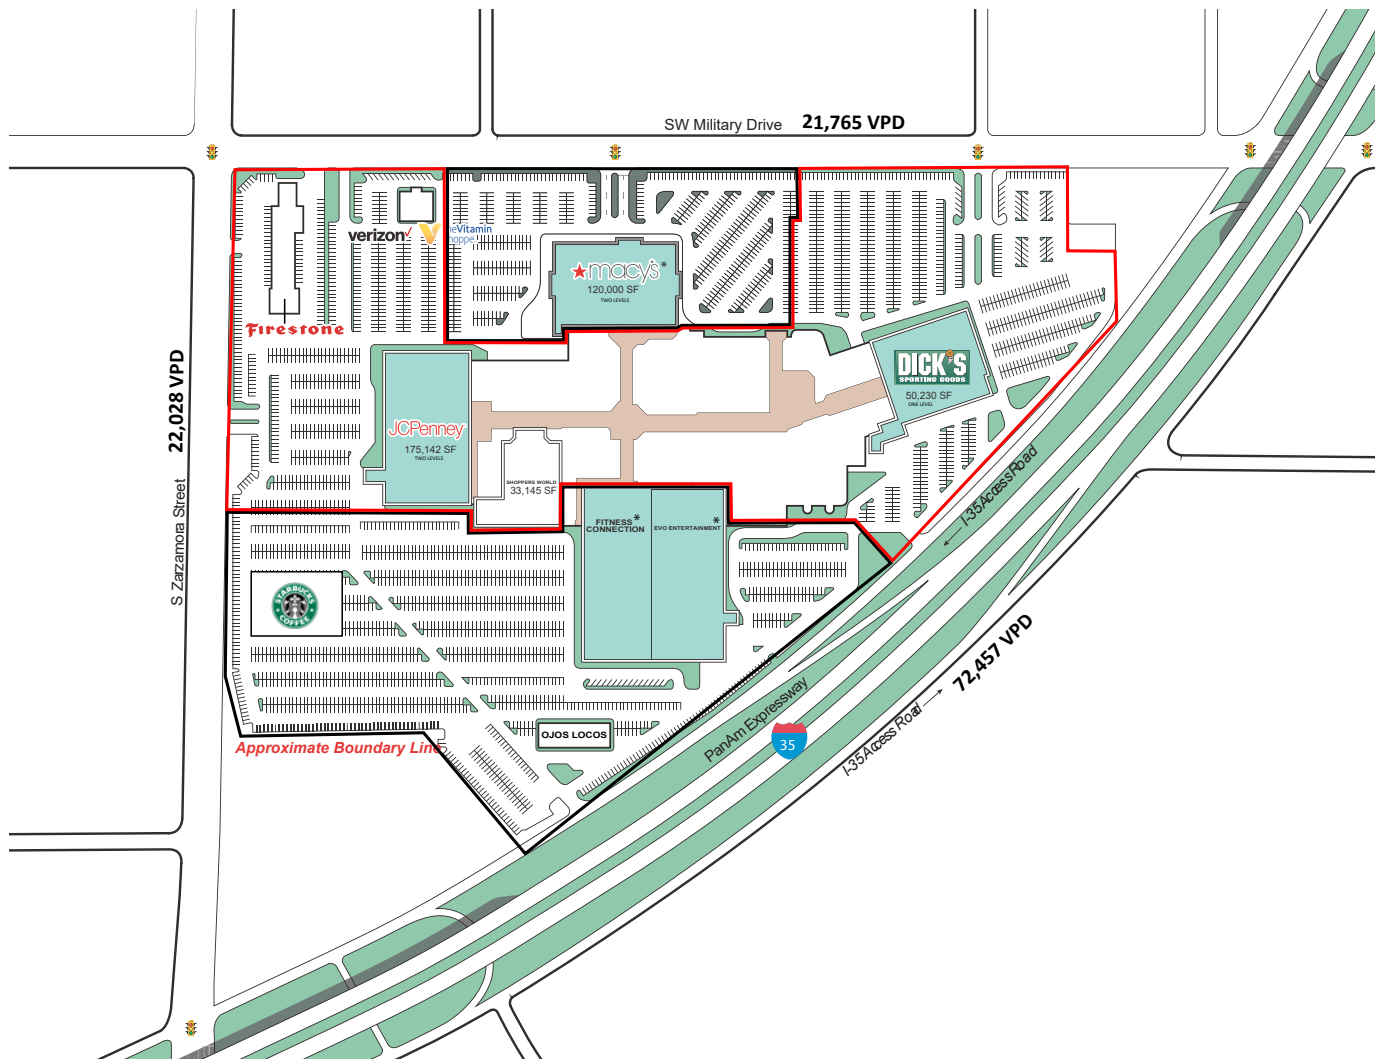 SW Military Drive 21,765 VPD
verizon✓
V
heVitamin
hoppe
★macy's*
120,000 SF
TWO LEVELS
Firestone
DICK'S
SPORTING GOODS
50,230 SF
ONE LEVEL
JCPenney
175,142 SF
TWO LEVELS
SHOPPERS WORLD
33,145 SF
S Zarzamora Street 22,028 VPD
FITNESS *
CONNECTION
EVO ENTERTAINMENT *
I-35 Access Road
STARBUCKS
COFFEE
OJOS LOCOS
Approximate Boundary Line
PanAm Expressway
35
I-35 Access Road
72,457 VPD